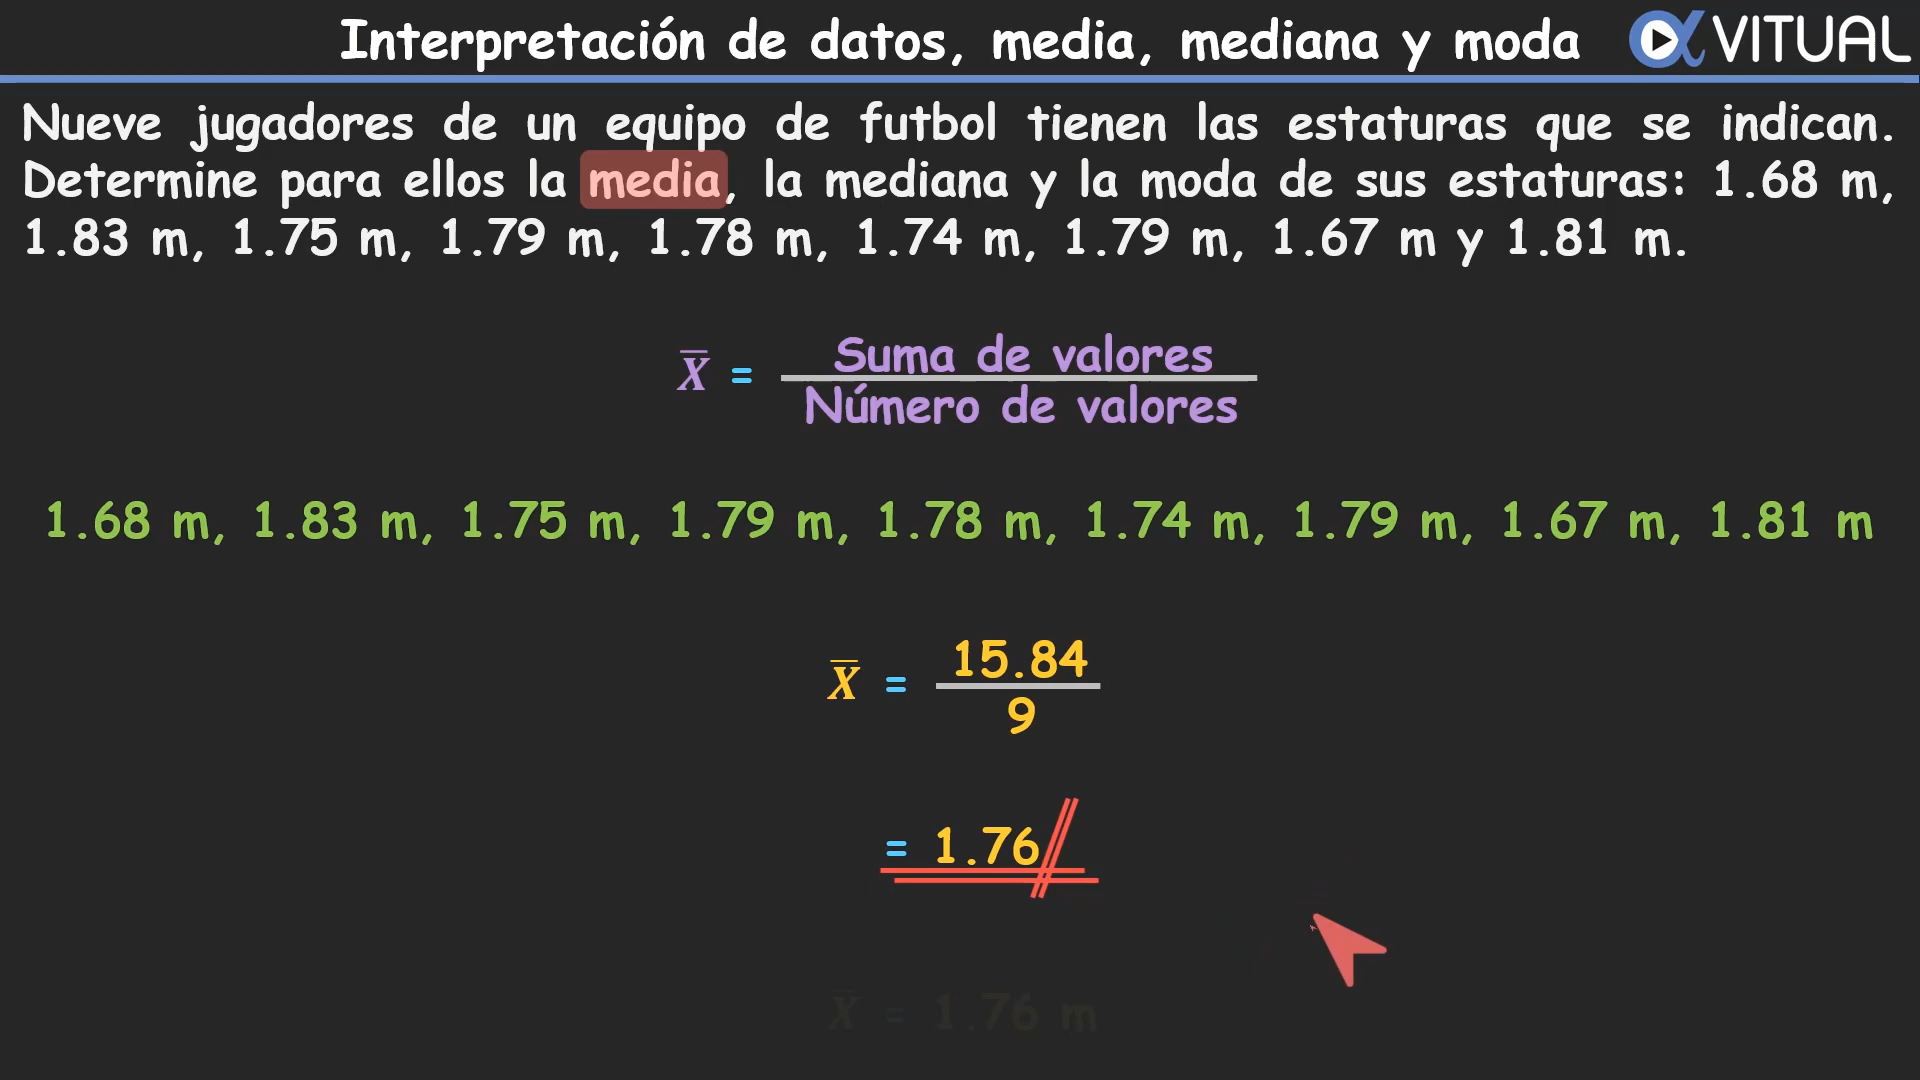 Interpretación de datos, media, mediana y moda
VITUAL
Nueve jugadores de un equipo de futbol tienen las estaturas que se indican.
Determine para ellos la media, la mediana y la moda de sus estaturas: 1.68 m,
1.83 m, 1.75 m, 1.79 m, 1.78 m, 1.74 m, 1.79 m, 1.67 m y 1.81 m.
X̅ = Suma de valores
Número de valores
1.68 m, 1.83 m, 1.75 m, 1.79 m, 1.78 m, 1.74 m, 1.79 m, 1.67 m, 1.81 m
X̅ = 15.84
9
= 1.76
X̅ = 1.76 m